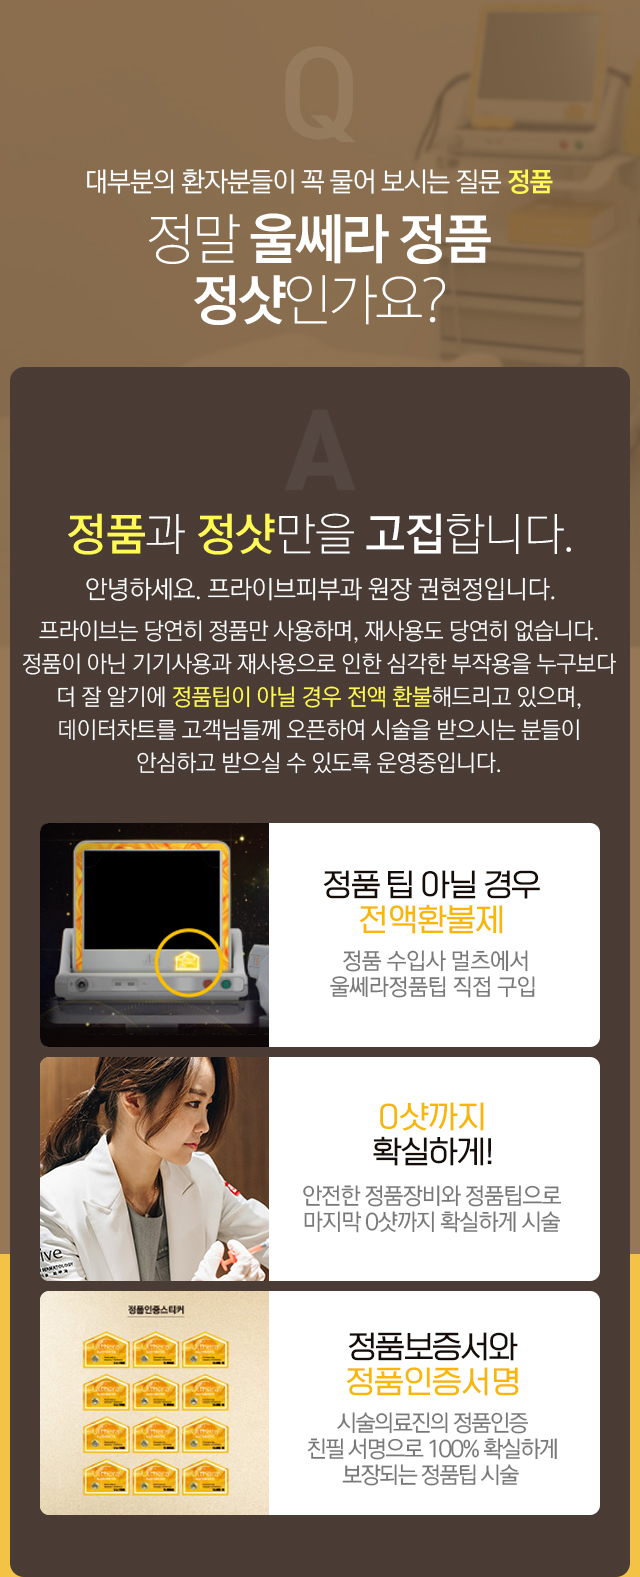 Q
대부분의 환자분들이 꼭 물어 보시는 질문 정품
정말 울쎄라 정품
정샷인가요?
A
정품과 정샷만을 고집합니다.
안녕하세요. 프라이브피부과 원장 권현정입니다.
프라이브는 당연히 정품만 사용하며, 재사용도 당연히 없습니다.
정품이 아닌 기기사용과 재사용으로 인한 심각한 부작용을 누구보다
더 잘 알기에 정품팁이 아닐 경우 전액 환불해드리고 있으며,
데이터차트를 고객님들께 오픈하여 시술을 받으시는 분들이
안심하고 받으실 수 있도록 운영중입니다.
정품 팁 아닐 경우
전액환불제
정품 수입사 멀츠에서
울쎄라정품팁 직접 구입
0샷까지
확실하게!
안전한 정품장비와 정품팁으로
마지막 0샷까지 확실하게 시술
ive
정품인증스티커
정품보증서와
정품인증서명
시술의료진의 정품인증
친필 서명으로 100% 확실하게
보장되는 정품팁 시술